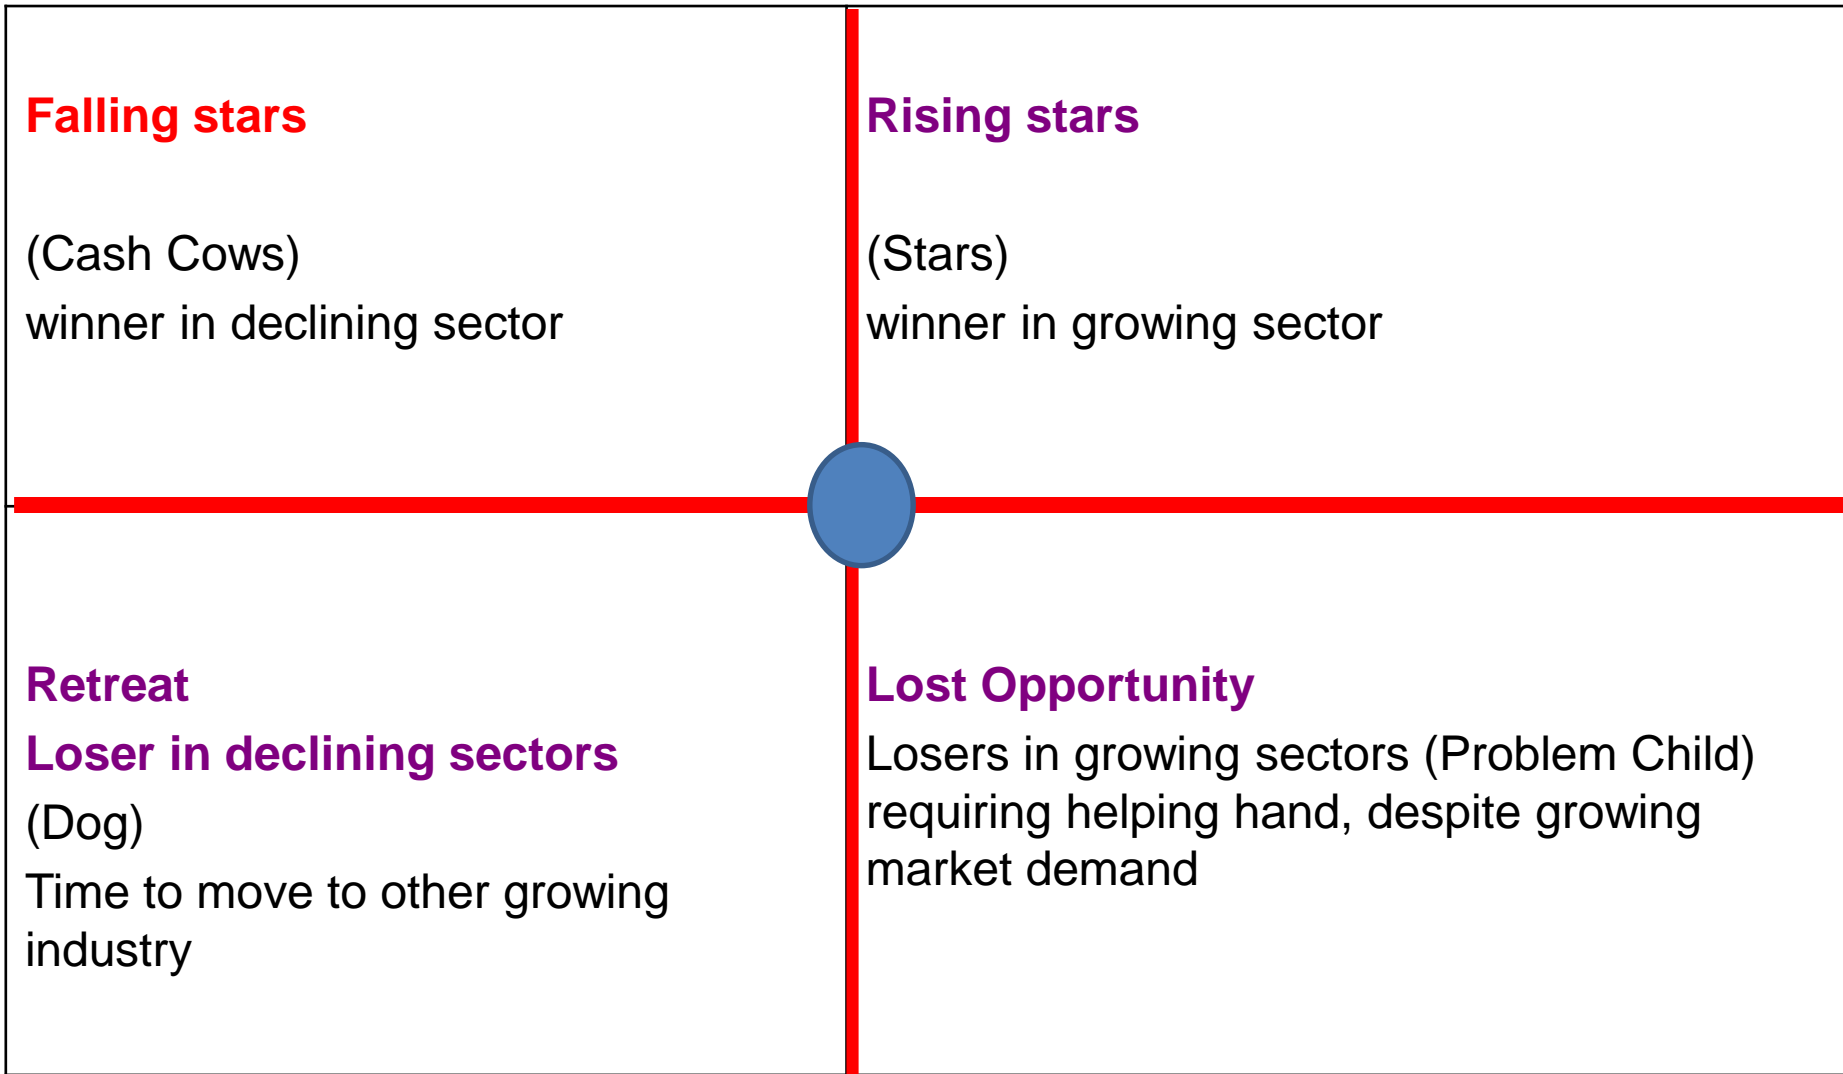 Falling stars
(Cash Cows)
winner in declining sector
Rising stars
(Stars)
winner in growing sector
Retreat
Loser in declining sectors
(Dog)
Time to move to other growing
industry
Lost Opportunity
Losers in growing sectors (Problem Child)
requiring helping hand, despite growing
market demand